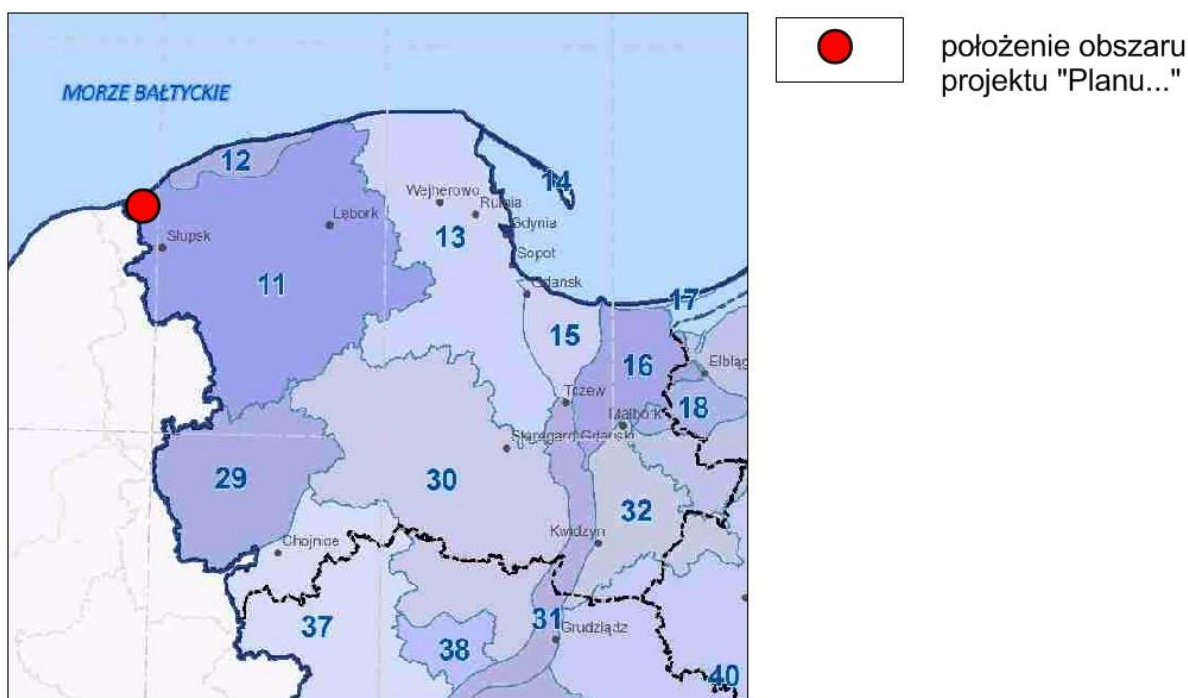 położenie obszaru
projektu "Planu..."
MORZE BAŁTYCKIE
12
14
Wejherowo
Rumia
Lębork
Gdynia
13
Słupsk
Sopot
11
Gdańsk
17
15
16
Elbląg
Tczew
18
Malbork
Starogard Gdański
29
30
32
Kwidzyn
Chojnice
37
31
38
Grudziądz
40